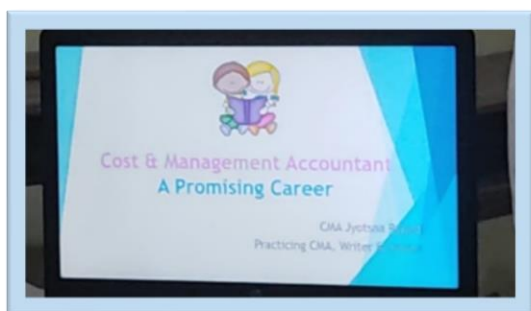 Cost & Management Accountant
A Promising Career
CMA Jyotsna
Practicing CMA, Writer